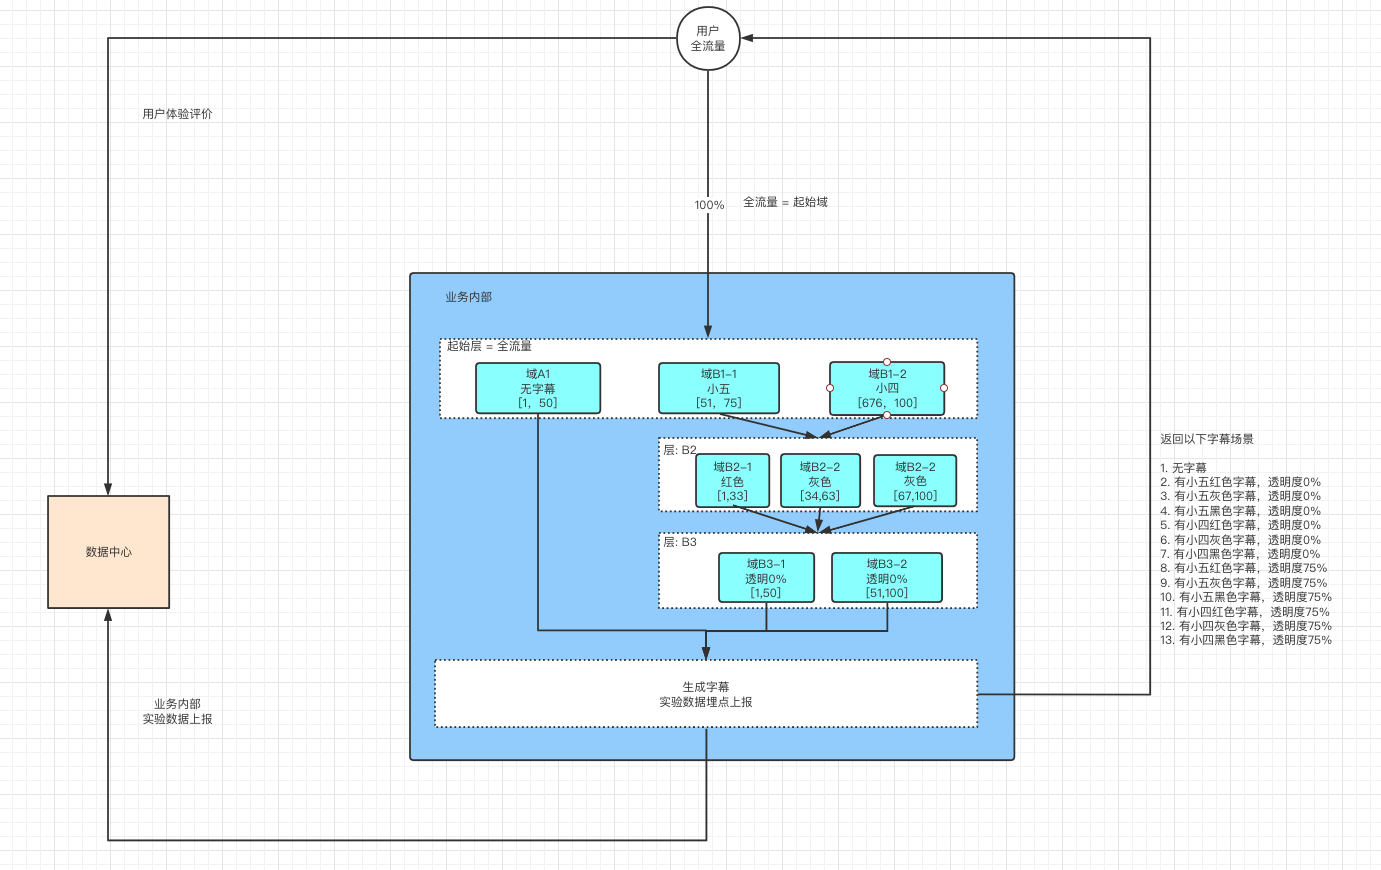 用户
全流量
用户体验评价
100%
全流量 = 起始域
业务内部
起始层 = 全流量
域A1
无字幕
[1, 50]
域B1-1
小五
[51, 75]
域B1-2
小四
[676, 100]
层: B2
域B2-1
红色
[1,33]
域B2-2
灰色
[34,63]
域B2-2
灰色
[67,100]
层: B3
域B3-1
透明0%
[1,50]
域B3-2
透明0%
[51,100]
生成字幕
实验数据埋点上报
数据中心
业务内部
实验数据上报
返回以下字幕场景
1. 无字幕
2. 有小五红色字幕，透明度0%
3. 有小五灰色字幕，透明度0%
4. 有小五黑色字幕，透明度0%
5. 有小四红色字幕，透明度0%
6. 有小四灰色字幕，透明度0%
7. 有小四黑色字幕，透明度0%
8. 有小五红色字幕，透明度75%
9. 有小五灰色字幕，透明度75%
10. 有小五黑色字幕，透明度75%
11. 有小四红色字幕，透明度75%
12. 有小四灰色字幕，透明度75%
13. 有小四黑色字幕，透明度75%